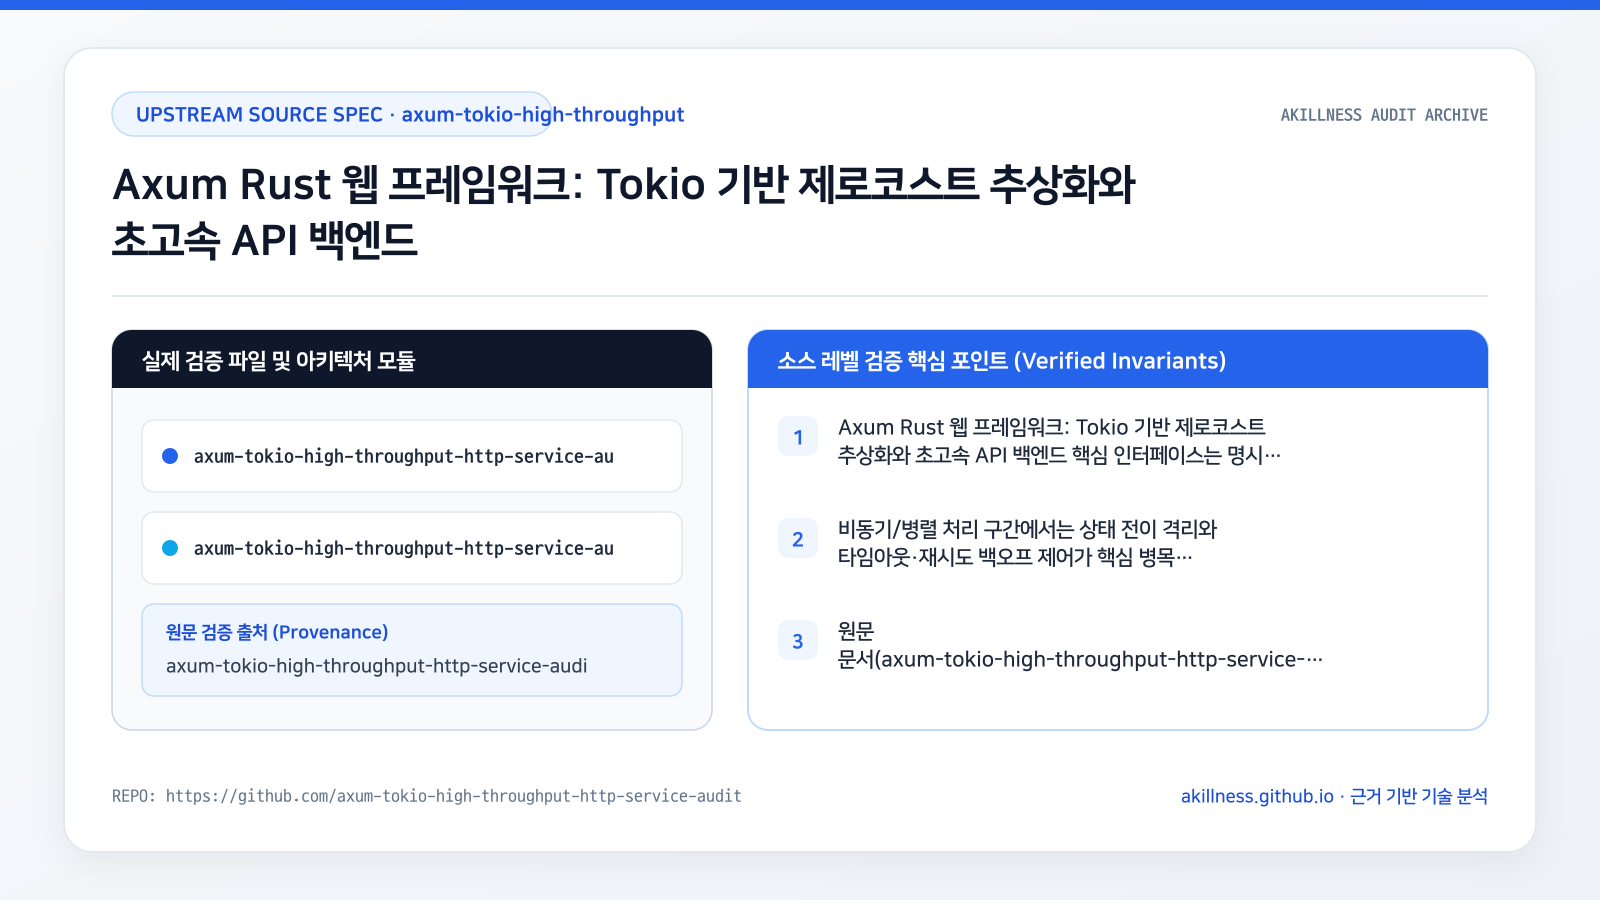 UPSTREAM SOURCE SPEC · axum-tokio-high-throughput
AKILLNESS AUDIT ARCHIVE
Axum Rust 웹 프레임워크: Tokio 기반 제로코스트 추상화와
초고속 API 백엔드
실제 검증 파일 및 아키텍처 모듈
axum-tokio-high-throughput-http-service-au
axum-tokio-high-throughput-http-service-au
원문 검증 출처 (Provenance)
axum-tokio-high-throughput-http-service-audi
소스 레벨 검증 핵심 포인트 (Verified Invariants)
1
Axum Rust 웹 프레임워크: Tokio 기반 제로코스트
추상화와 초고속 API 백엔드 핵심 인터페이스는 명시…
2
비동기/병렬 처리 구간에서는 상태 전이 격리와
타임아웃·재시도 백오프 제어가 핵심 병목…
3
원문
문서(axum-tokio-high-throughput-http-service-…
REPO: https://github.com/axum-tokio-high-throughput-http-service-audit
akillness.github.io · 근거 기반 기술 분석